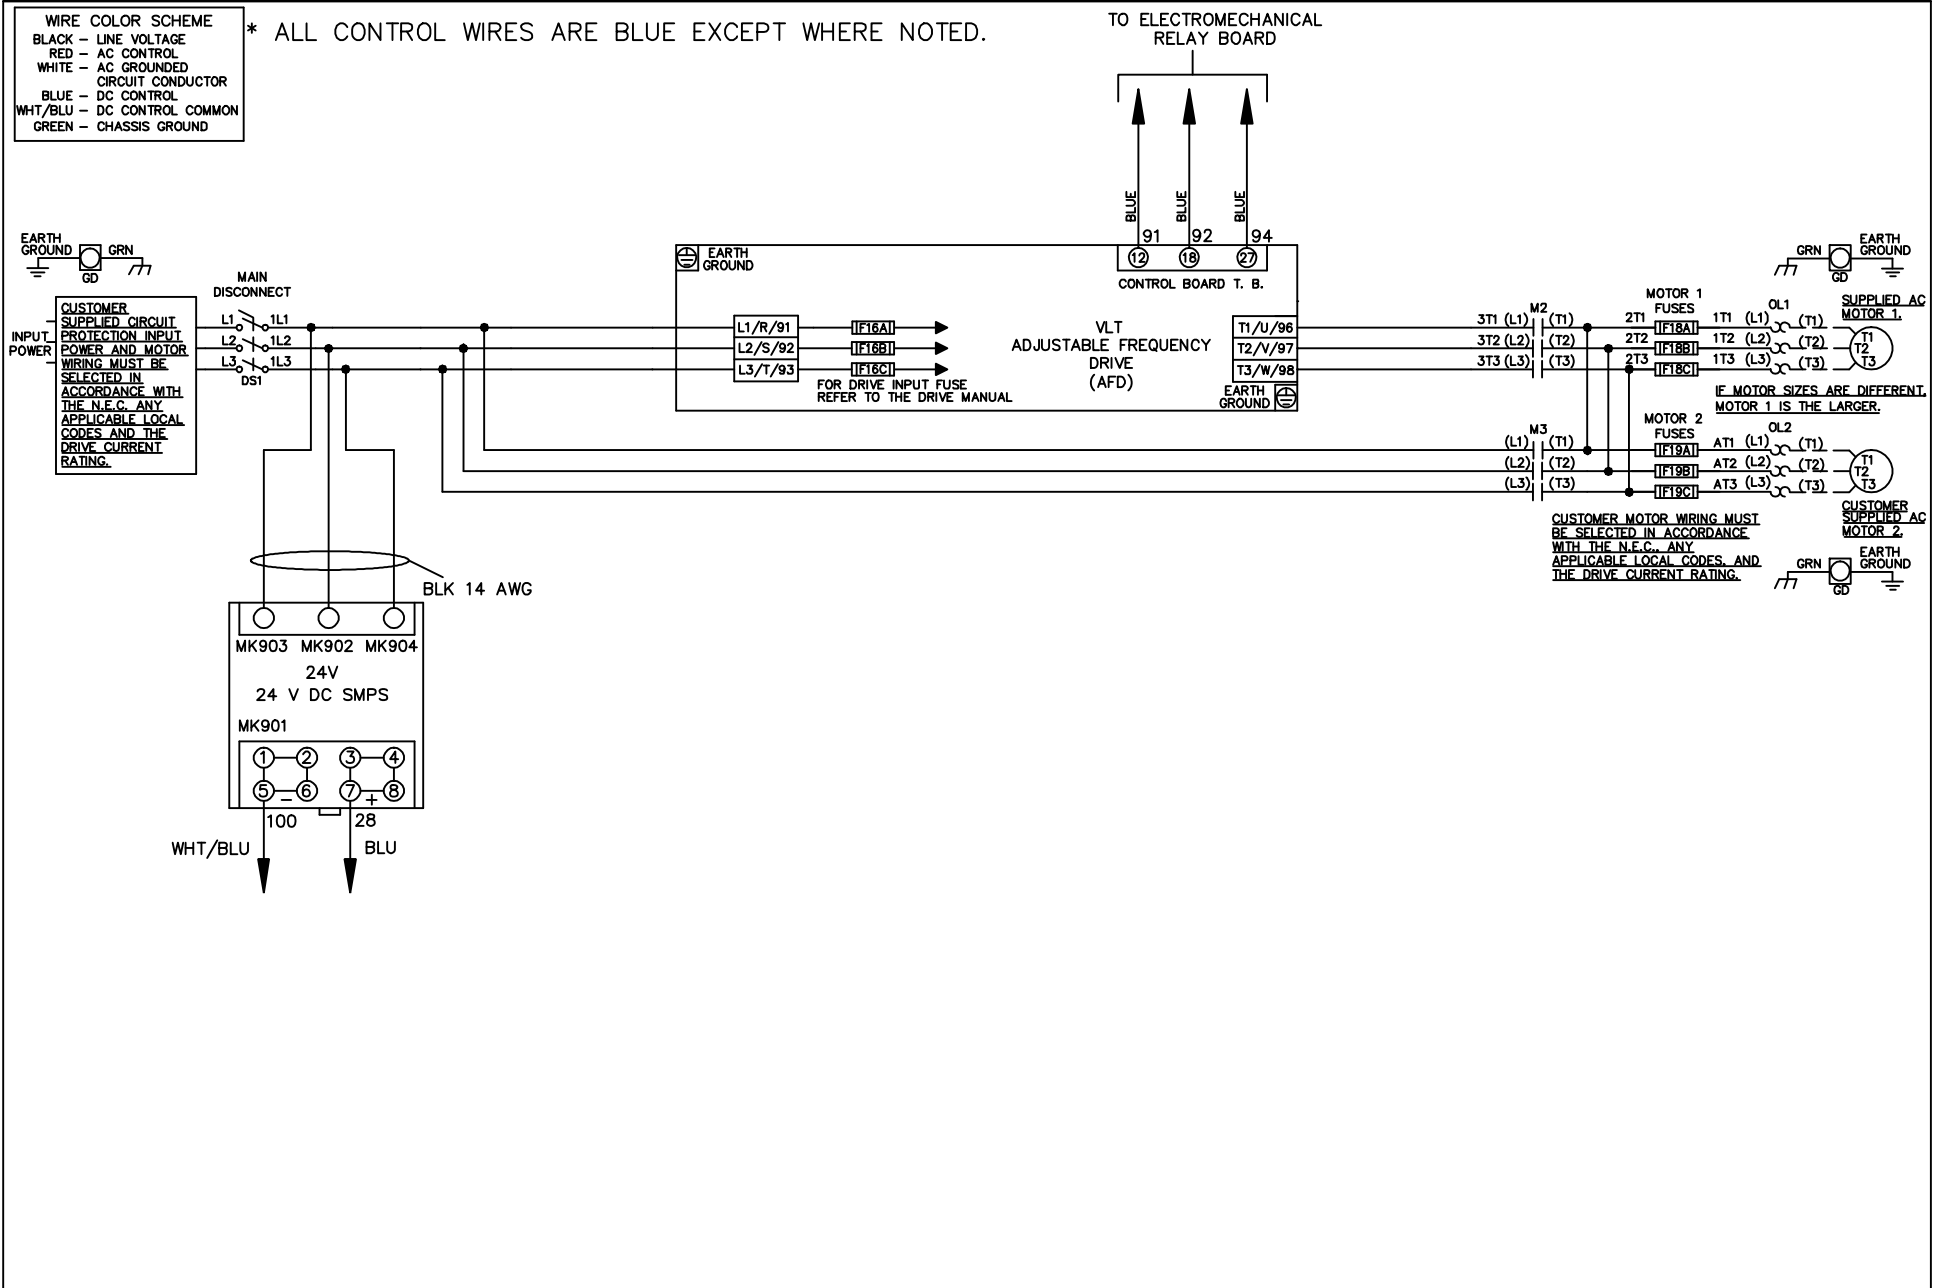 WIRE COLOR SCHEME
BLACK – LINE VOLTAGE
RED – AC CONTROL
WHITE – AC GROUNDED
CIRCUIT CONDUCTOR
BLUE – DC CONTROL
WHT/BLU – DC CONTROL COMMON
GREEN – CHASSIS GROUND
* ALL CONTROL WIRES ARE BLUE EXCEPT WHERE NOTED.
TO ELECTROMECHANICAL
RELAY BOARD
BLUE
BLUE
BLUE
91 92 94
12 18 27
CONTROL BOARD T. B.
EARTH
GROUND
GRN
GD
INPUT
POWER
CUSTOMER
SUPPLIED CIRCUIT
PROTECTION INPUT
POWER AND MOTOR
WIRING MUST BE
SELECTED IN
ACCORDANCE WITH
THE N.E.C. ANY
APPLICABLE LOCAL
CODES AND THE
DRIVE CURRENT
RATING.
MAIN
DISCONNECT
L1 1L1
L2 1L2
L3 1L3
DS1
EARTH
GROUND
L1/R/91
L2/S/92
L3/T/93
F16A
F16B
F16C
FOR DRIVE INPUT FUSE
REFER TO THE DRIVE MANUAL
VLT
ADJUSTABLE FREQUENCY
DRIVE
(AFD)
T1/U/96
T2/V/97
T3/W/98
EARTH
GROUND
M2
3T1 (L1) (T1)
3T2 (L2) (T2)
3T3 (L3) (T3)
MOTOR 1
FUSES
2T1 F18A 1T1 (L1) (T1)
2T2 F18B 1T2 (L2) (T2)
2T3 F18C 1T3 (L3) (T3)
OL1
GRN
GD
EARTH
GROUND
SUPPLIED AC
MOTOR 1.
T1
T2
T3
IF MOTOR SIZES ARE DIFFERENT,
MOTOR 1 IS THE LARGER.
M3
(L1) (T1)
(L2) (T2)
(L3) (T3)
MOTOR 2
FUSES
F19A AT1 (L1) (T1)
F19B AT2 (L2) (T2)
F19C AT3 (L3) (T3)
OL2
T1
T2
T3
CUSTOMER
SUPPLIED AC
MOTOR 2.
CUSTOMER MOTOR WIRING MUST
BE SELECTED IN ACCORDANCE
WITH THE N.E.C., ANY
APPLICABLE LOCAL CODES, AND
THE DRIVE CURRENT RATING.
GRN
GD
EARTH
GROUND
BLK 14 AWG
MK903 MK902 MK904
24V
24 V DC SMPS
MK901
1 2 3 4
5 – 6 7 + 8
100 28
WHT/BLU BLU